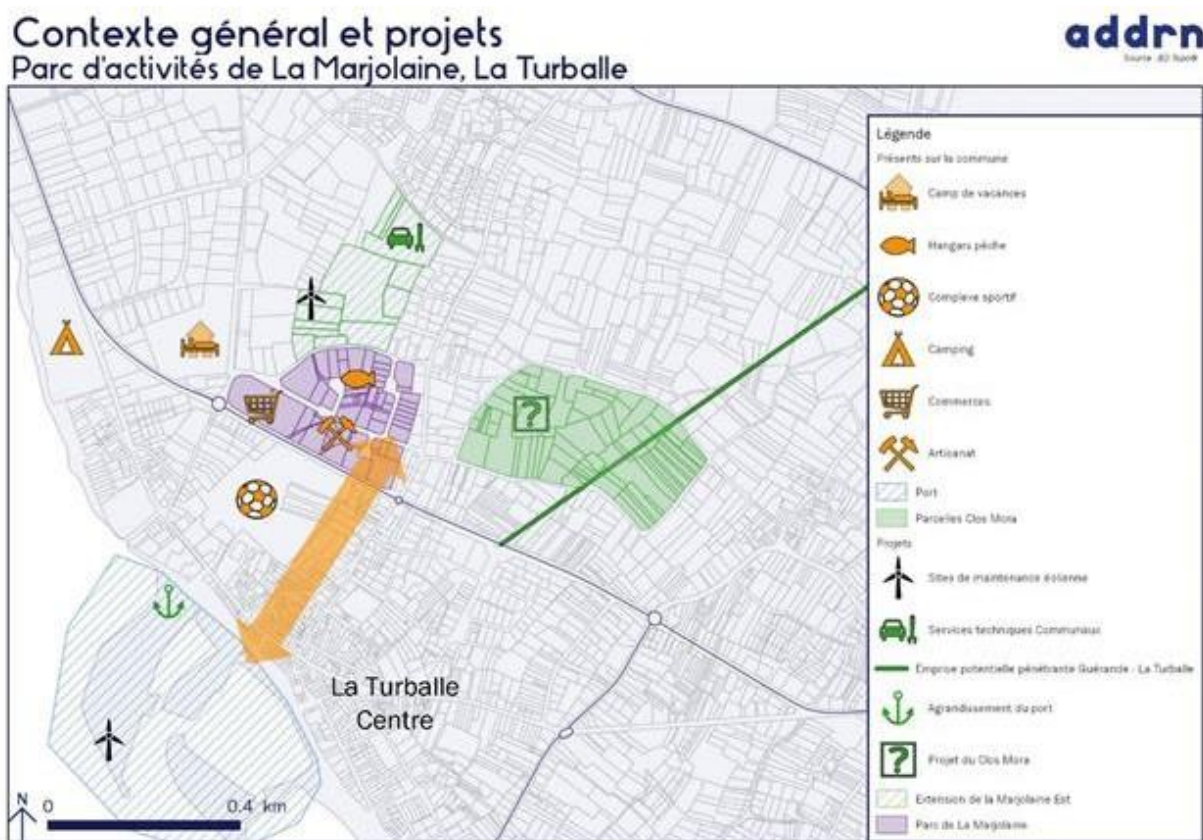 Contexte général et projets
Parc d'activités de La Marjolaine, La Turballe
addrn
Légende
Présents sur la commune
Camp de vacances
Hangars pêche
Complexe sportif
Camping
Commerces
Artisanat
Port
Parcelles Clos Mora
Projets
Sites de maintenance éolienne
Services techniques Communaux
Emprise potentielle pénétrante Guérande - La Turballe
Agrandissement du port
Projet du Clos Mora
Extension de la Marjolaine Est
Parc de La Marjolaine
?
?
La Turballe
Centre
N
0 0.4 km